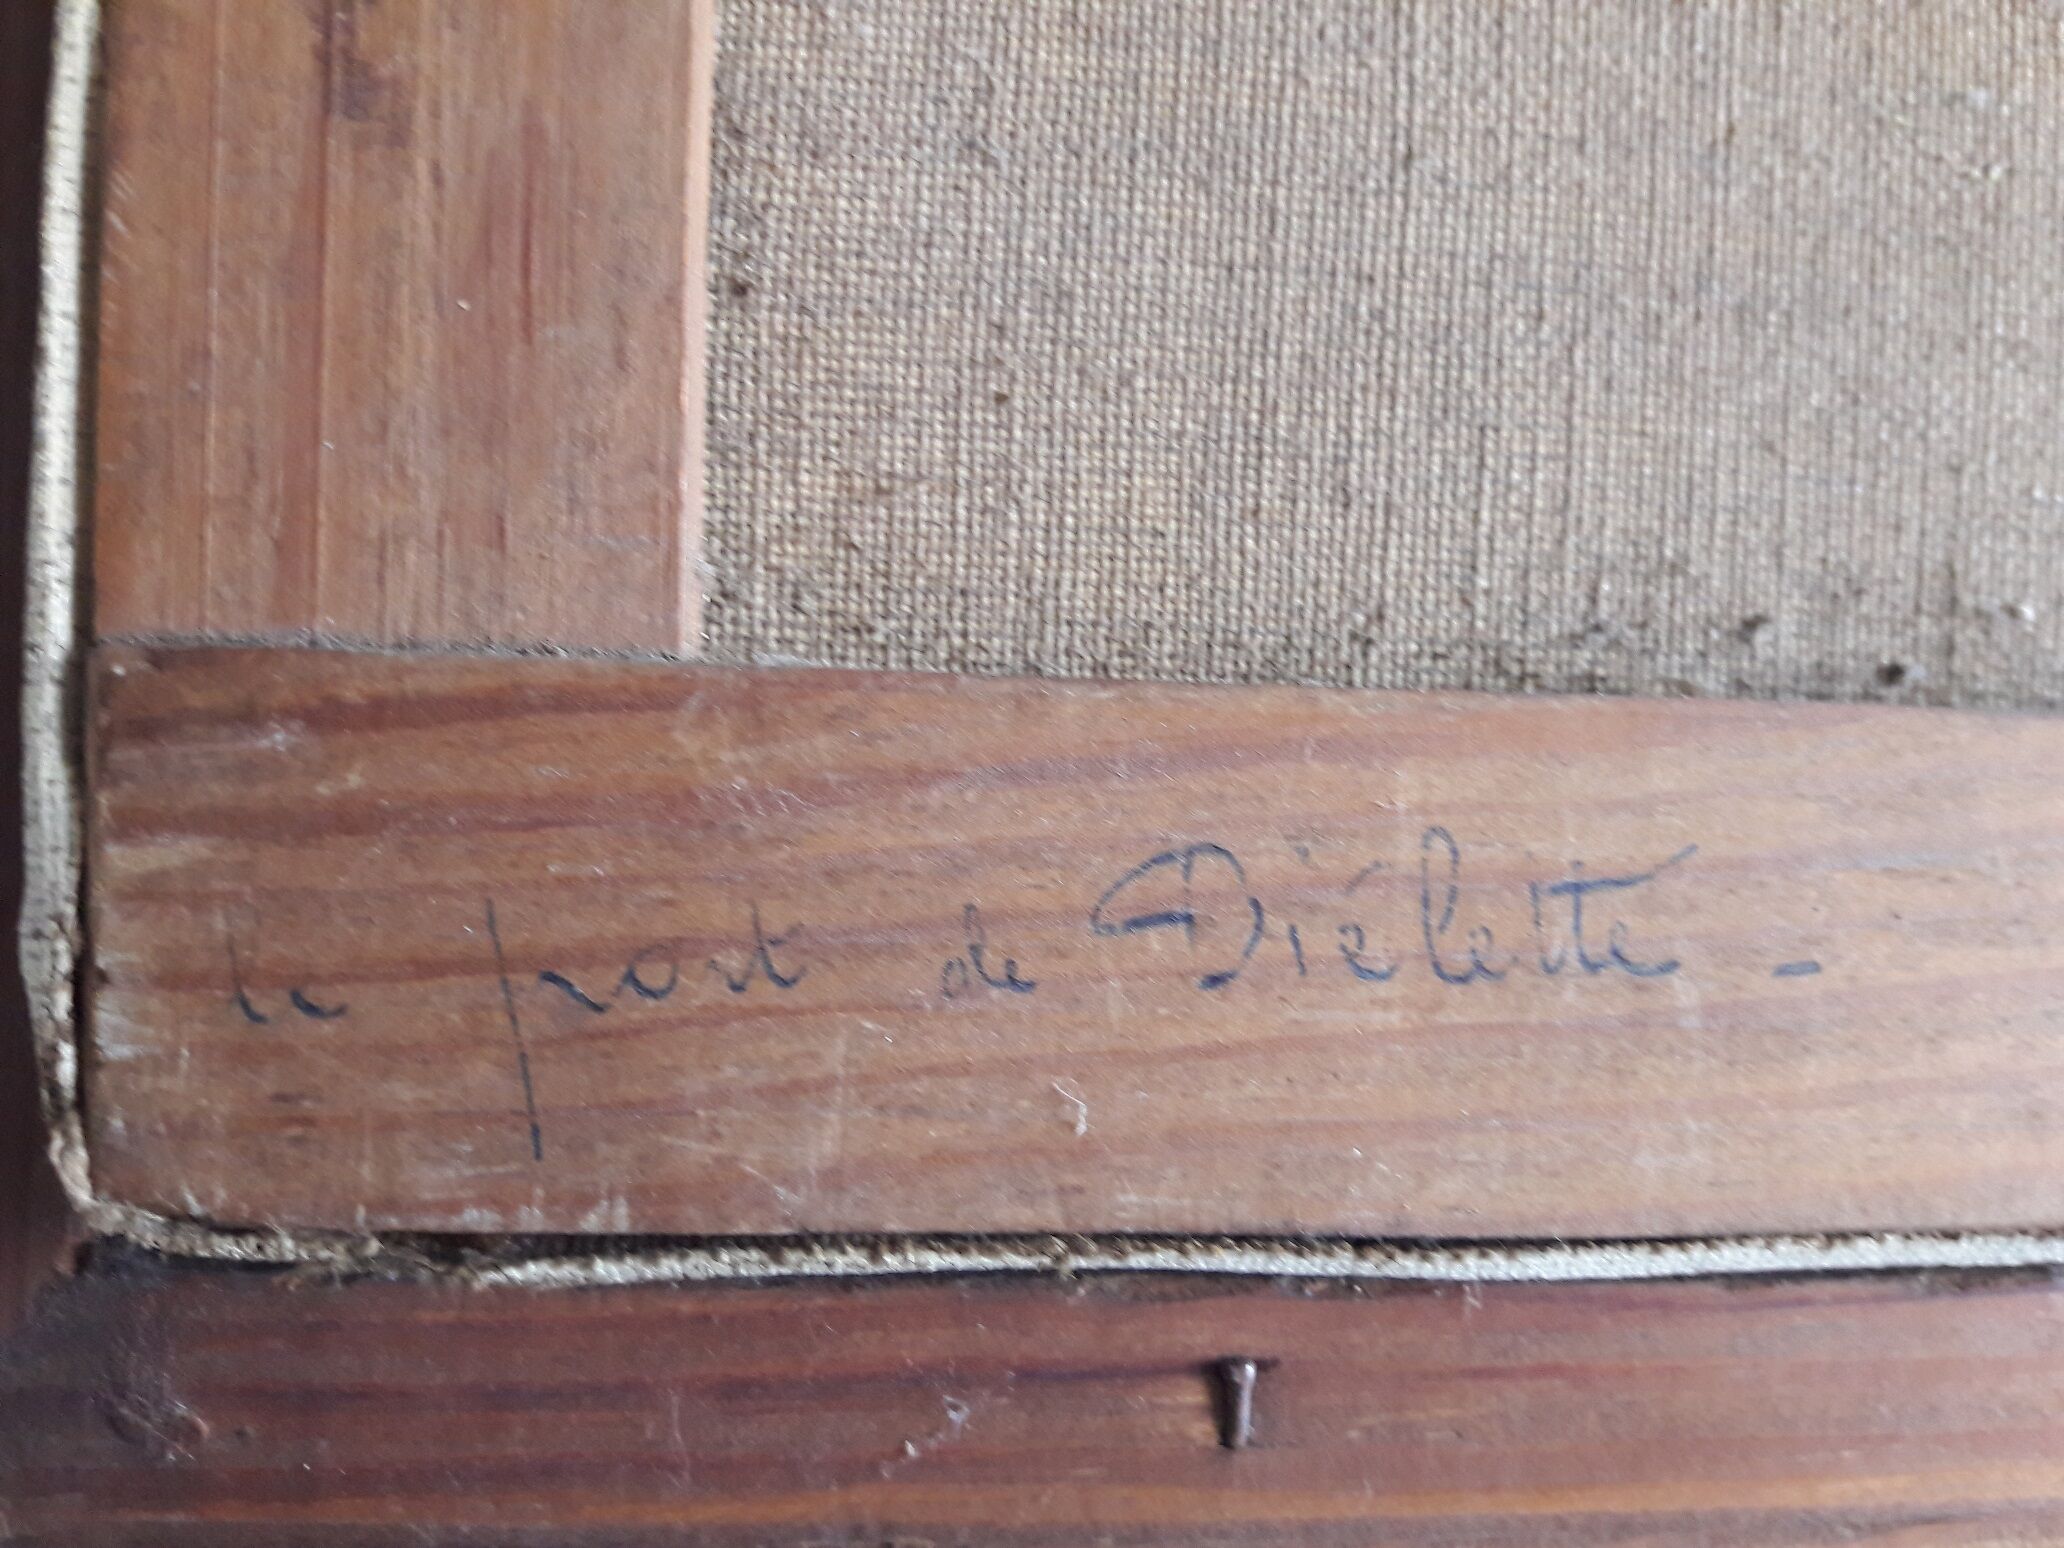 le port de Diélette -